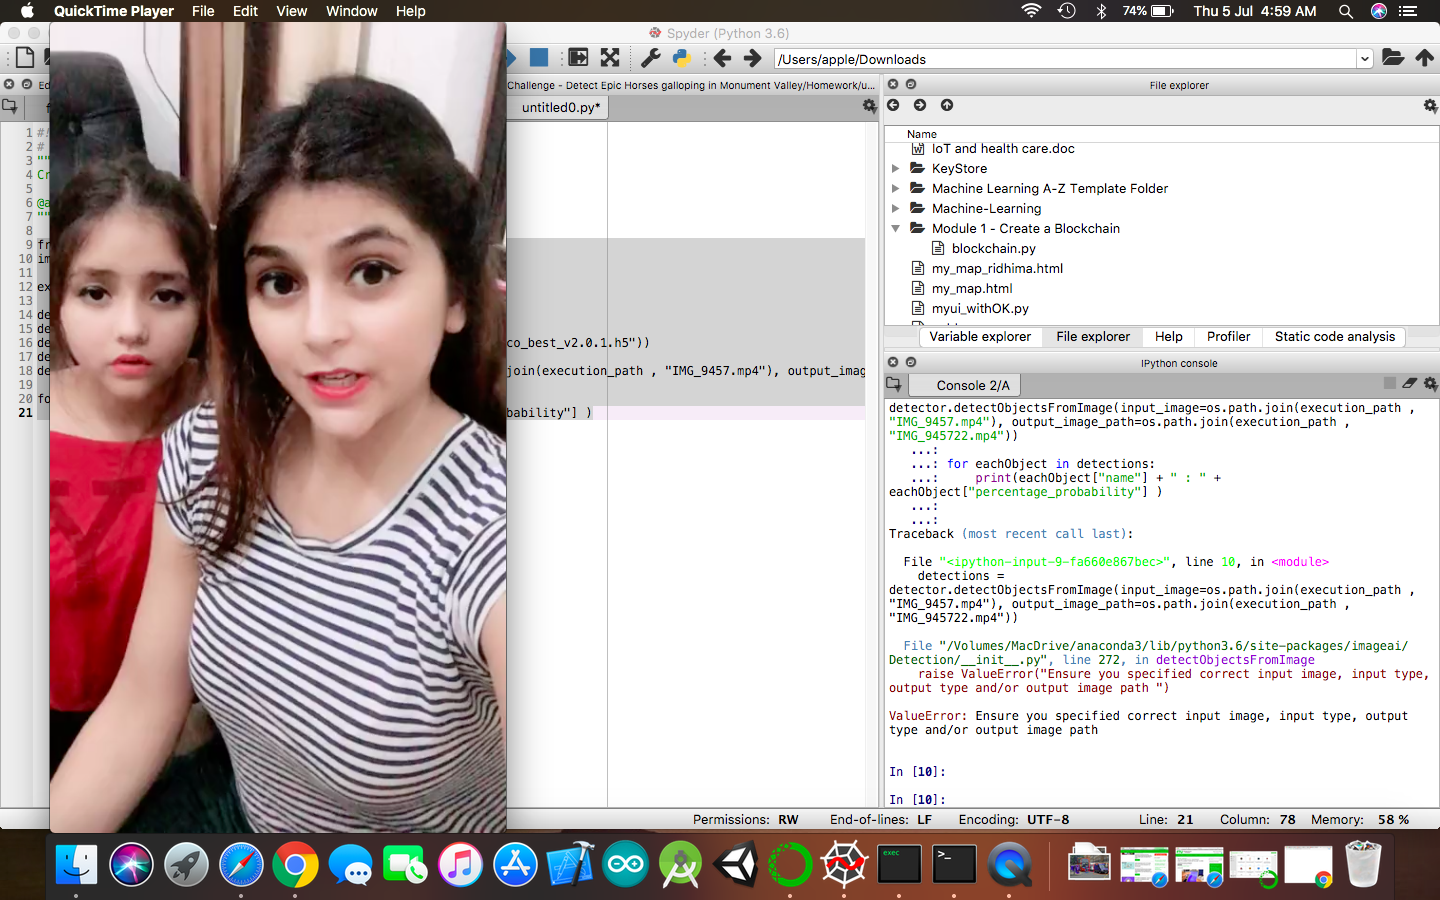 QuickTime Player File Edit View Window Help 74% Thu 5 Jul 4:59 AM
Spyder (Python 3.6)
/Users/apple/Downloads
Ed
Challenge - Detect Epic Horses galloping in Monument Valley/Homework/u...
untitled0.py*
1 #!
2 #
3 ""
4 Cr
5
6 @a
7 ""
8
9 fr
10 im
11
12 ex
13
14 de
15 de
16 de co_best_v2.0.1.h5"))
17 de
18 de join(execution_path , "IMG_9457.mp4"), output_imag
19
20 fo
21 bability"] )
File explorer
Name
IoT and health care.doc
KeyStore
Machine Learning A-Z Template Folder
Machine-Learning
Module 1 - Create a Blockchain
blockchain.py
my_map_ridhima.html
my_map.html
myui_withOK.py
Variable explorer File explorer Help Profiler Static code analysis
IPython console
Console 2/A
detector.detectObjectsFromImage(input_image=os.path.join(execution_path ,
"IMG_9457.mp4"), output_image_path=os.path.join(execution_path ,
"IMG_945722.mp4"))
...:
...: for eachObject in detections:
...: print(eachObject["name"] + " : " +
eachObject["percentage_probability"] )
...:
...:
Traceback (most recent call last):
File "<ipython-input-9-fa660e867bec>", line 10, in <module>
detections =
detector.detectObjectsFromImage(input_image=os.path.join(execution_path ,
"IMG_9457.mp4"), output_image_path=os.path.join(execution_path ,
"IMG_945722.mp4"))
File "/Volumes/MacDrive/anaconda3/lib/python3.6/site-packages/imageai/
Detection/__init__.py", line 272, in detectObjectsFromImage
raise ValueError("Ensure you specified correct input image, input type,
output type and/or output image path ")
ValueError: Ensure you specified correct input image, input type, output
type and/or output image path
In [10]:
In [10]:
Permissions: RW End-of-lines: LF Encoding: UTF-8 Line: 21 Column: 78 Memory: 58 %
exec